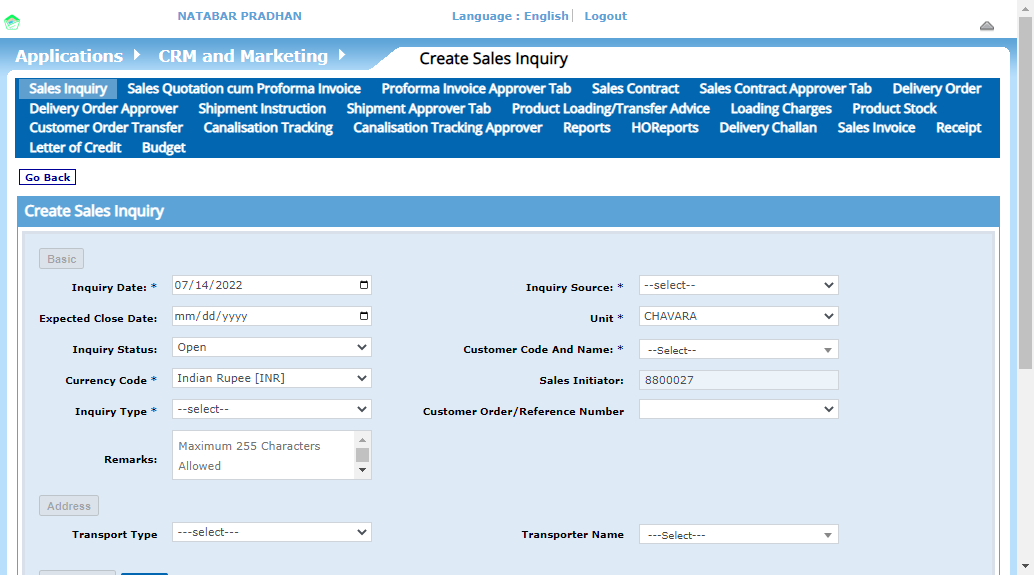 NATABAR PRADHAN Language : English Logout
Applications CRM and Marketing Create Sales Inquiry
Sales Inquiry Sales Quotation cum Proforma Invoice Proforma Invoice Approver Tab Sales Contract Sales Contract Approver Tab Delivery Order
Delivery Order Approver Shipment Instruction Shipment Approver Tab Product Loading/Transfer Advice Loading Charges Product Stock
Customer Order Transfer Canalisation Tracking Canalisation Tracking Approver Reports HOReports Delivery Challan Sales Invoice Receipt
Letter of Credit Budget
Go Back
Create Sales Inquiry
Basic
Inquiry Date: * 07/14/2022 Inquiry Source: * --select--
Expected Close Date: mm/dd/yyyy Unit * CHAVARA
Inquiry Status: Open Customer Code And Name: * --Select--
Currency Code * Indian Rupee [INR] Sales Initiator: 8800027
Inquiry Type * --select-- Customer Order/Reference Number
Remarks: Maximum 255 Characters
Allowed
Address
Transport Type ---select--- Transporter Name ---Select---